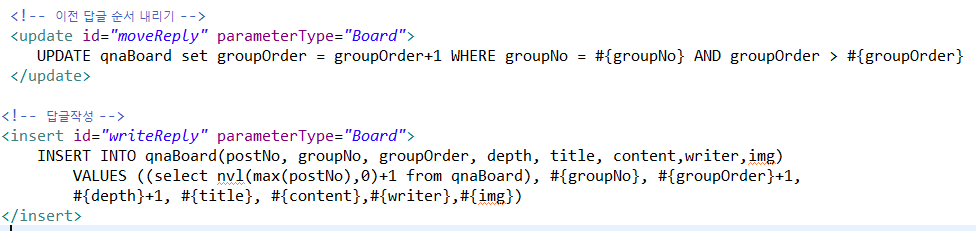 <!-- 이전 답글 순서 내리기 -->
<update id="moveReply" parameterType="Board">
UPDATE qnaBoard set groupOrder = groupOrder+1 WHERE groupNo = #{groupNo} AND groupOrder > #{groupOrder}
</update>
<!-- 답글작성 -->
<insert id="writeReply" parameterType="Board">
INSERT INTO qnaBoard(postNo, groupNo, groupOrder, depth, title, content,writer,img)
VALUES ((select nvl(max(postNo),0)+1 from qnaBoard), #{groupNo}, #{groupOrder}+1,
#{depth}+1, #{title}, #{content},#{writer},#{img})
</insert>